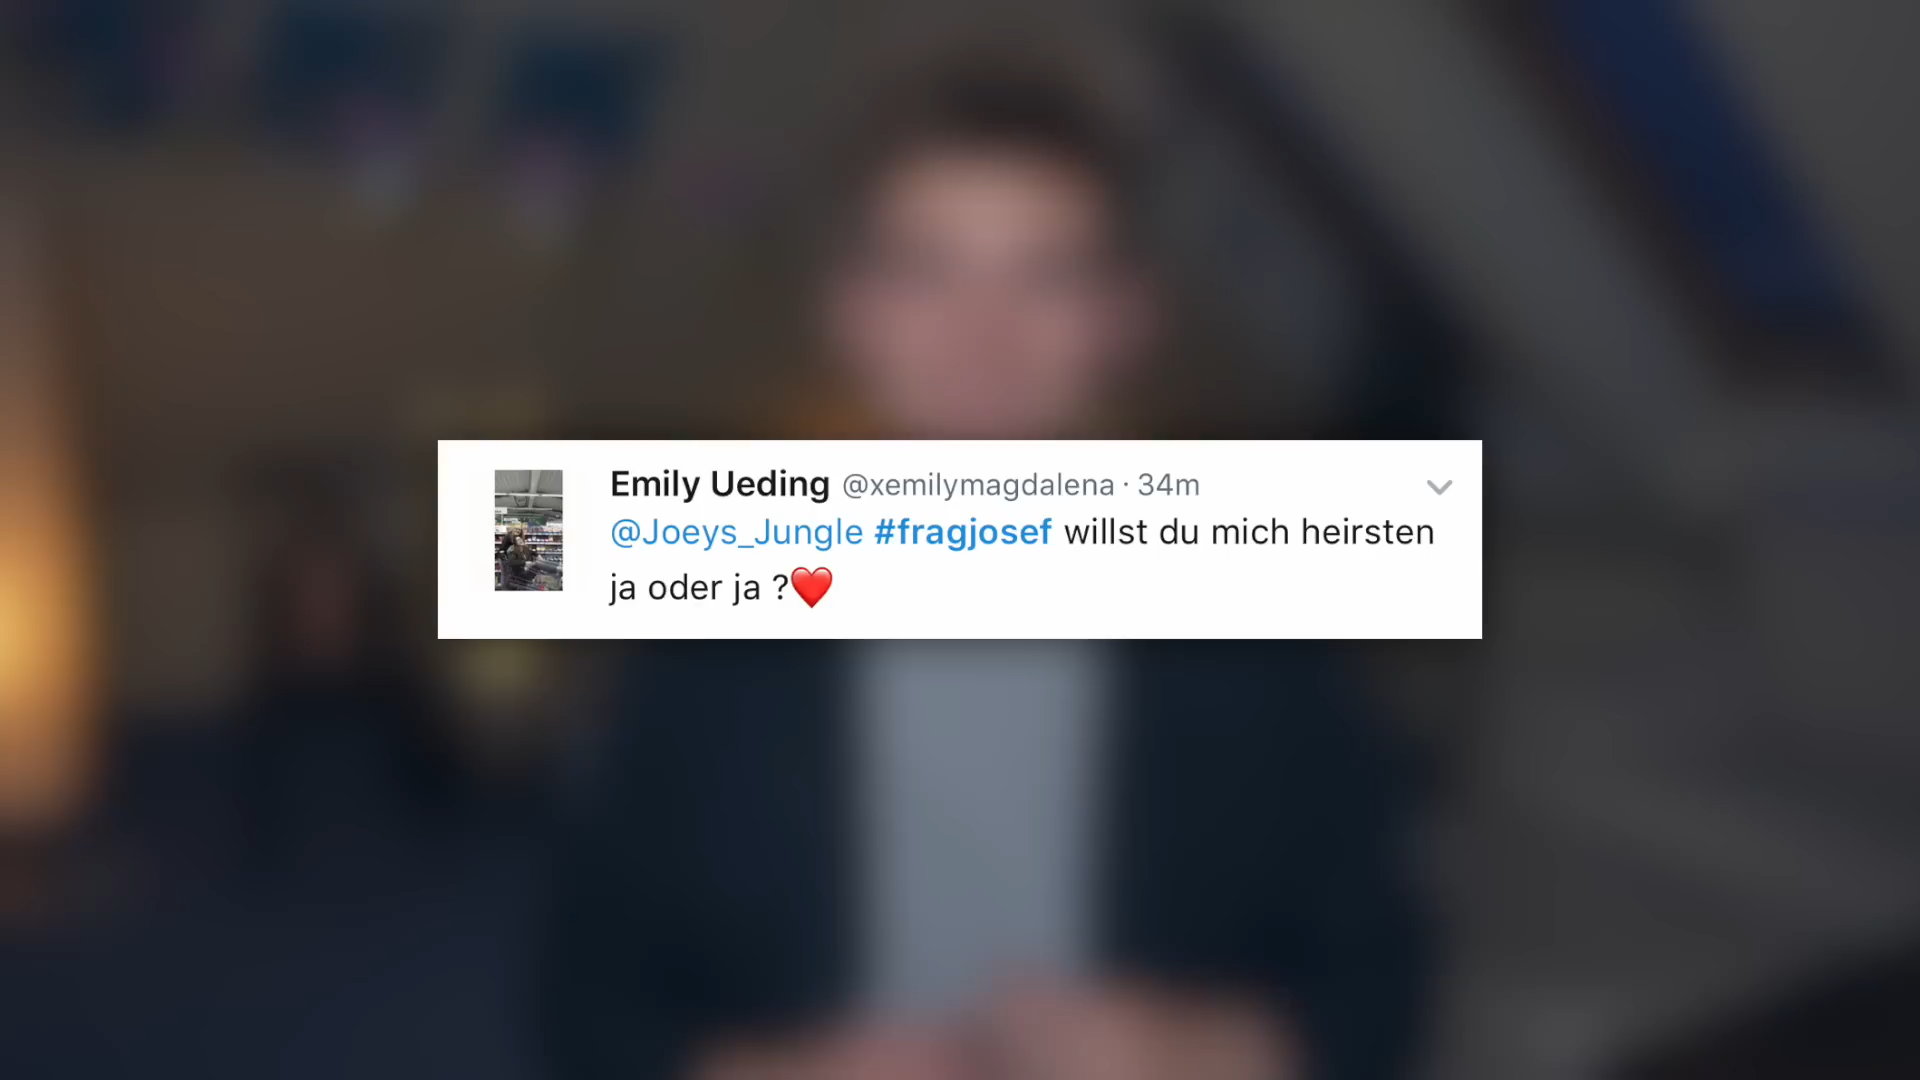 Emily Ueding @xemilymagdalena · 34m
@Joeys_Jungle #fragjosef willst du mich heirsten
ja oder ja ?❤️